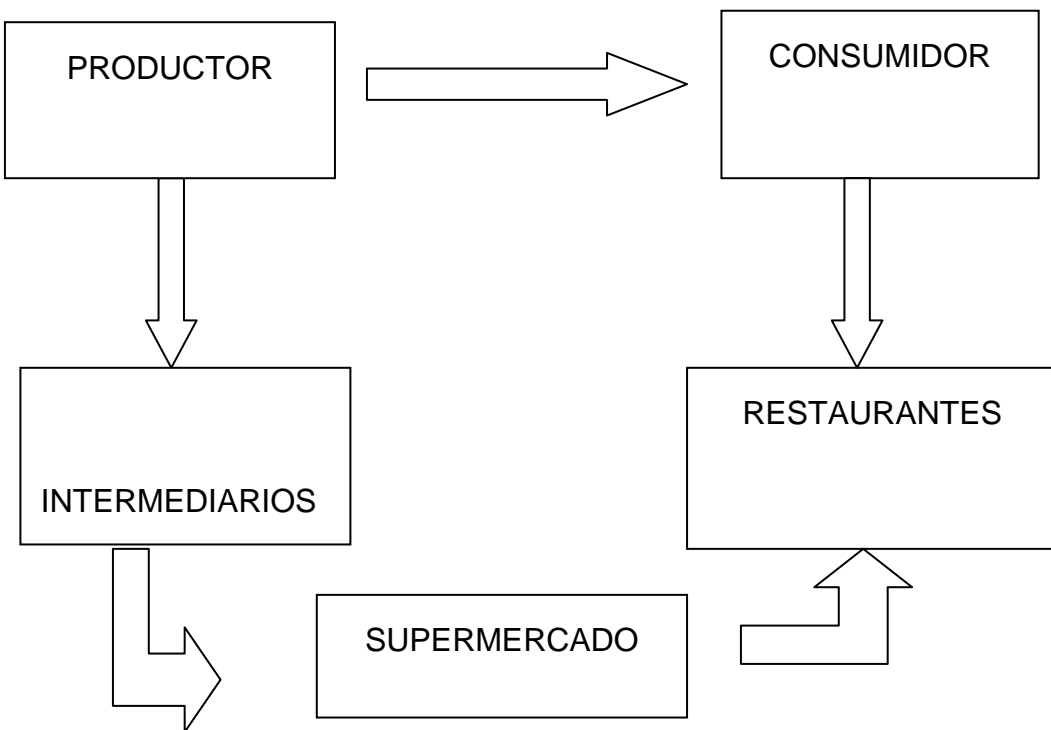 PRODUCTOR
CONSUMIDOR
INTERMEDIARIOS
RESTAURANTES
SUPERMERCADO